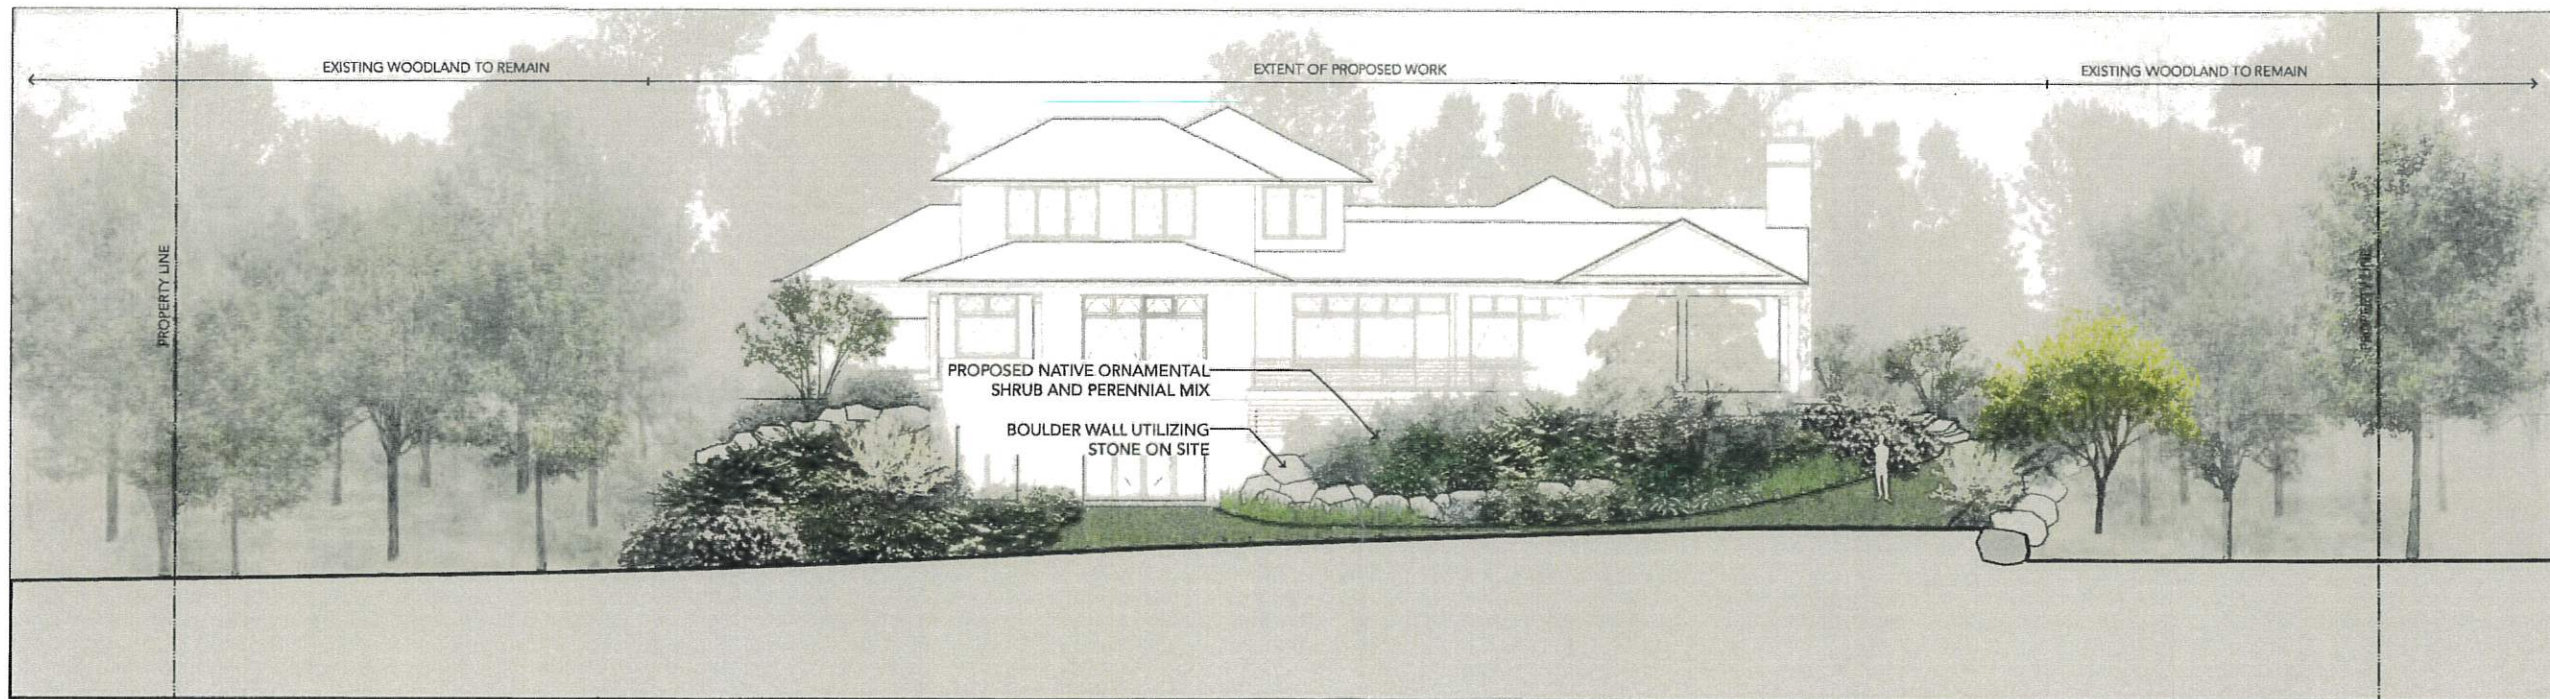 EXISTING WOODLAND TO REMAIN
EXTENT OF PROPOSED WORK
EXISTING WOODLAND TO REMAIN
PROPERTY LINE
PROPERTY LINE
PROPOSED NATIVE ORNAMENTAL
SHRUB AND PERENNIAL MIX
BOULDER WALL UTILIZING
STONE ON SITE